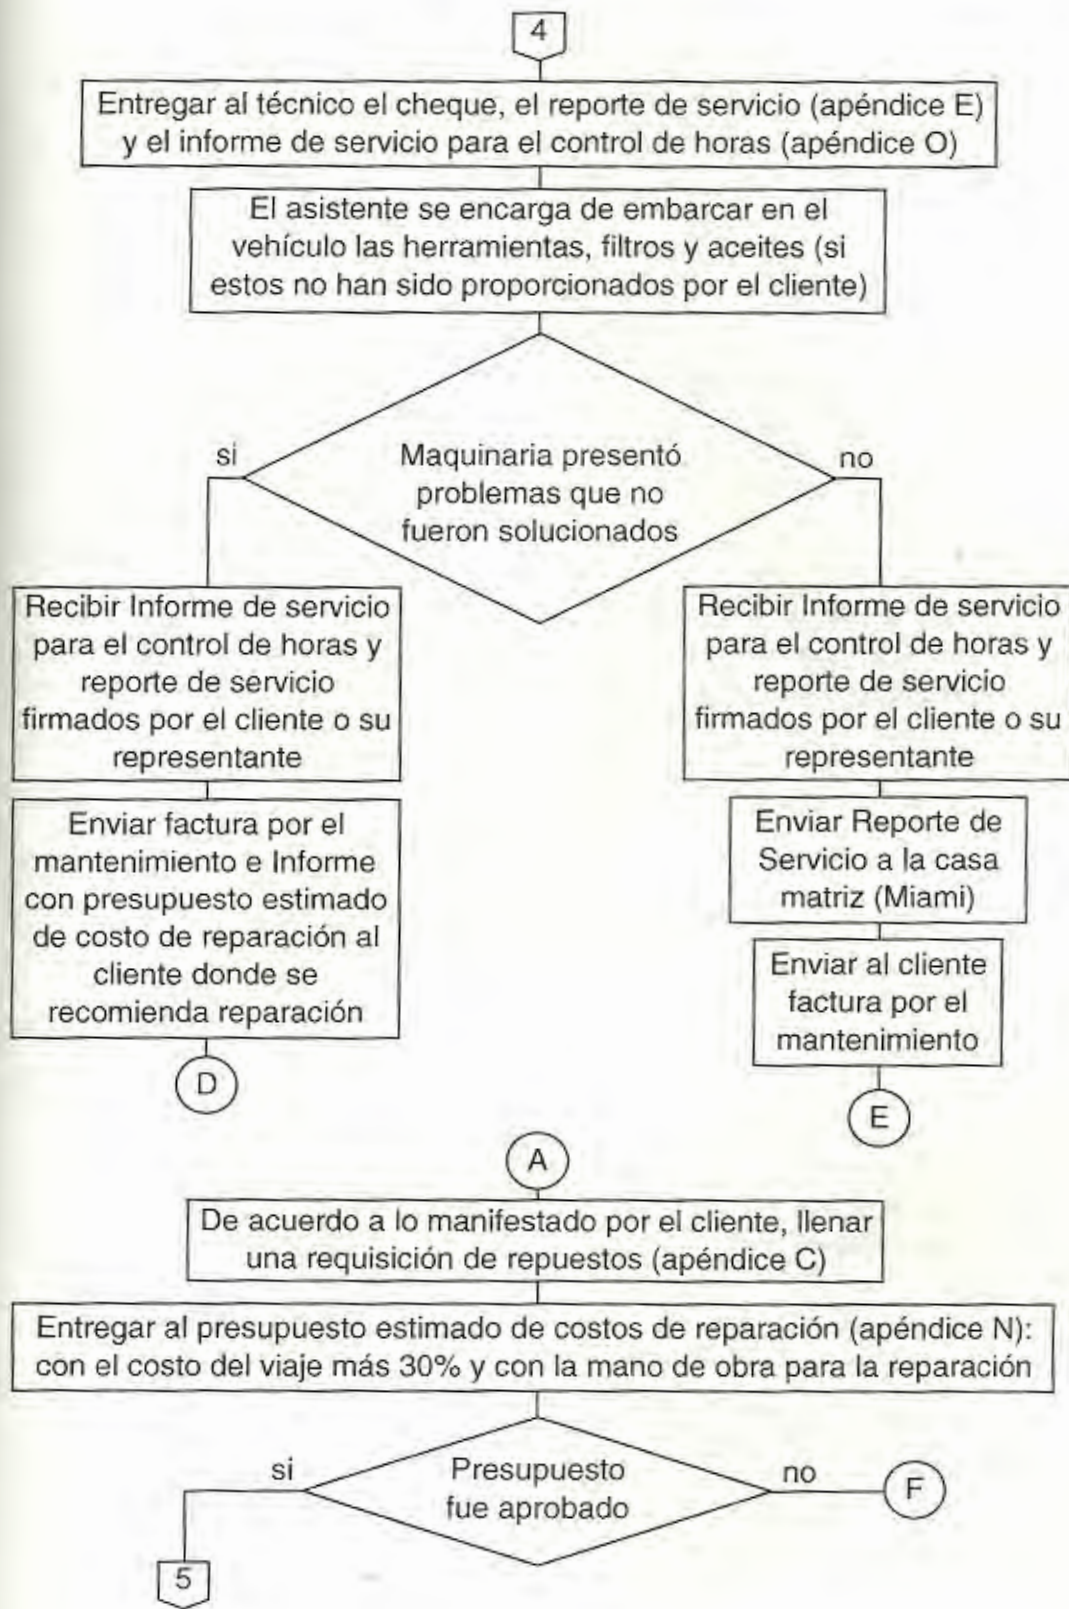 4
Entregar al técnico el cheque, el reporte de servicio (apéndice E)
y el informe de servicio para el control de horas (apéndice O)
El asistente se encarga de embarcar en el
vehículo las herramientas, filtros y aceites (si
estos no han sido proporcionados por el cliente)
si
Maquinaria presentó
problemas que no
fueron solucionados
no
Recibir Informe de servicio
para el control de horas y
reporte de servicio
firmados por el cliente o su
representante
Enviar factura por el
mantenimiento e Informe
con presupuesto estimado
de costo de reparación al
cliente donde se
recomienda reparación
D
Recibir Informe de servicio
para el control de horas y
reporte de servicio
firmados por el cliente o su
representante
Enviar Reporte de
Servicio a la casa
matriz (Miami)
Enviar al cliente
factura por el
mantenimiento
E
A
De acuerdo a lo manifestado por el cliente, llenar
una requisición de repuestos (apéndice C)
Entregar al presupuesto estimado de costos de reparación (apéndice N):
con el costo del viaje más 30% y con la mano de obra para la reparación
si
Presupuesto
fue aprobado
no
F
5